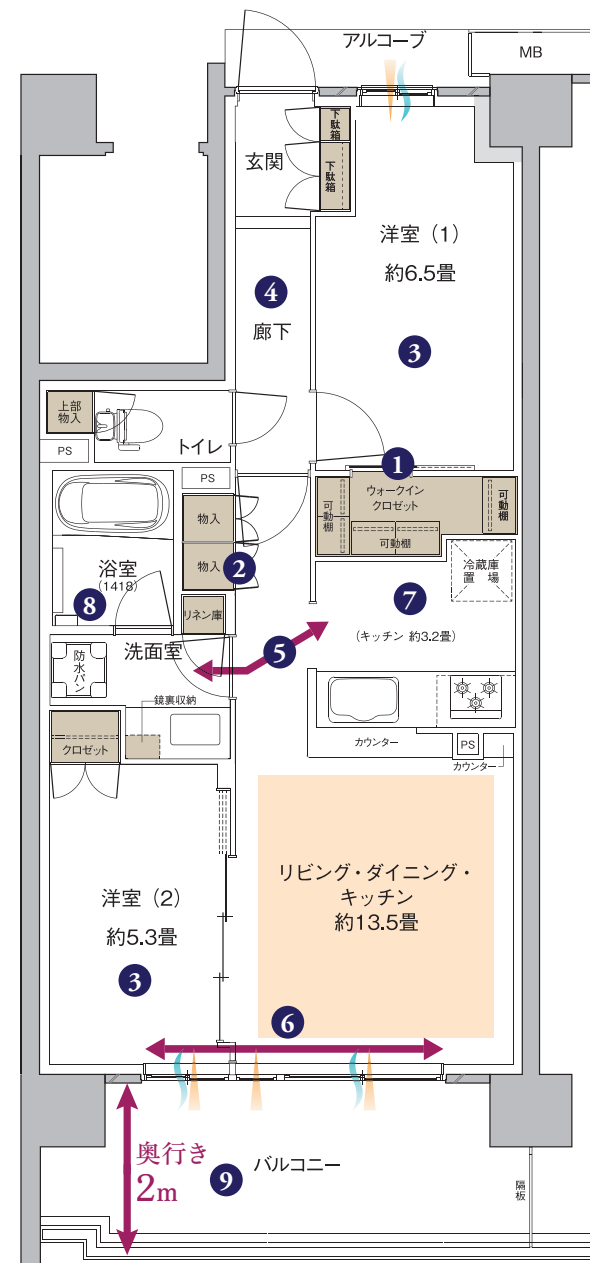 アルコーブ
MB
下駄箱
玄関
下駄箱
洋室（1）
約6.5畳
4
廊下
3
上部
物入
トイレ
PS
PS
1
ウォークイン
クロゼット
可動棚
可動棚
可動棚
物入
物入
2
浴室
（1418）
8
冷蔵庫
置場
7
（キッチン 約3.2畳）
リネン庫
洗面室
5
防水パン
鏡裏収納
クロゼット
カウンター
PS
カウンター
リビング・ダイニング・
キッチン
約13.5畳
洋室（2）
約5.3畳
3
6
奥行き
2m
バルコニー
9
隔板